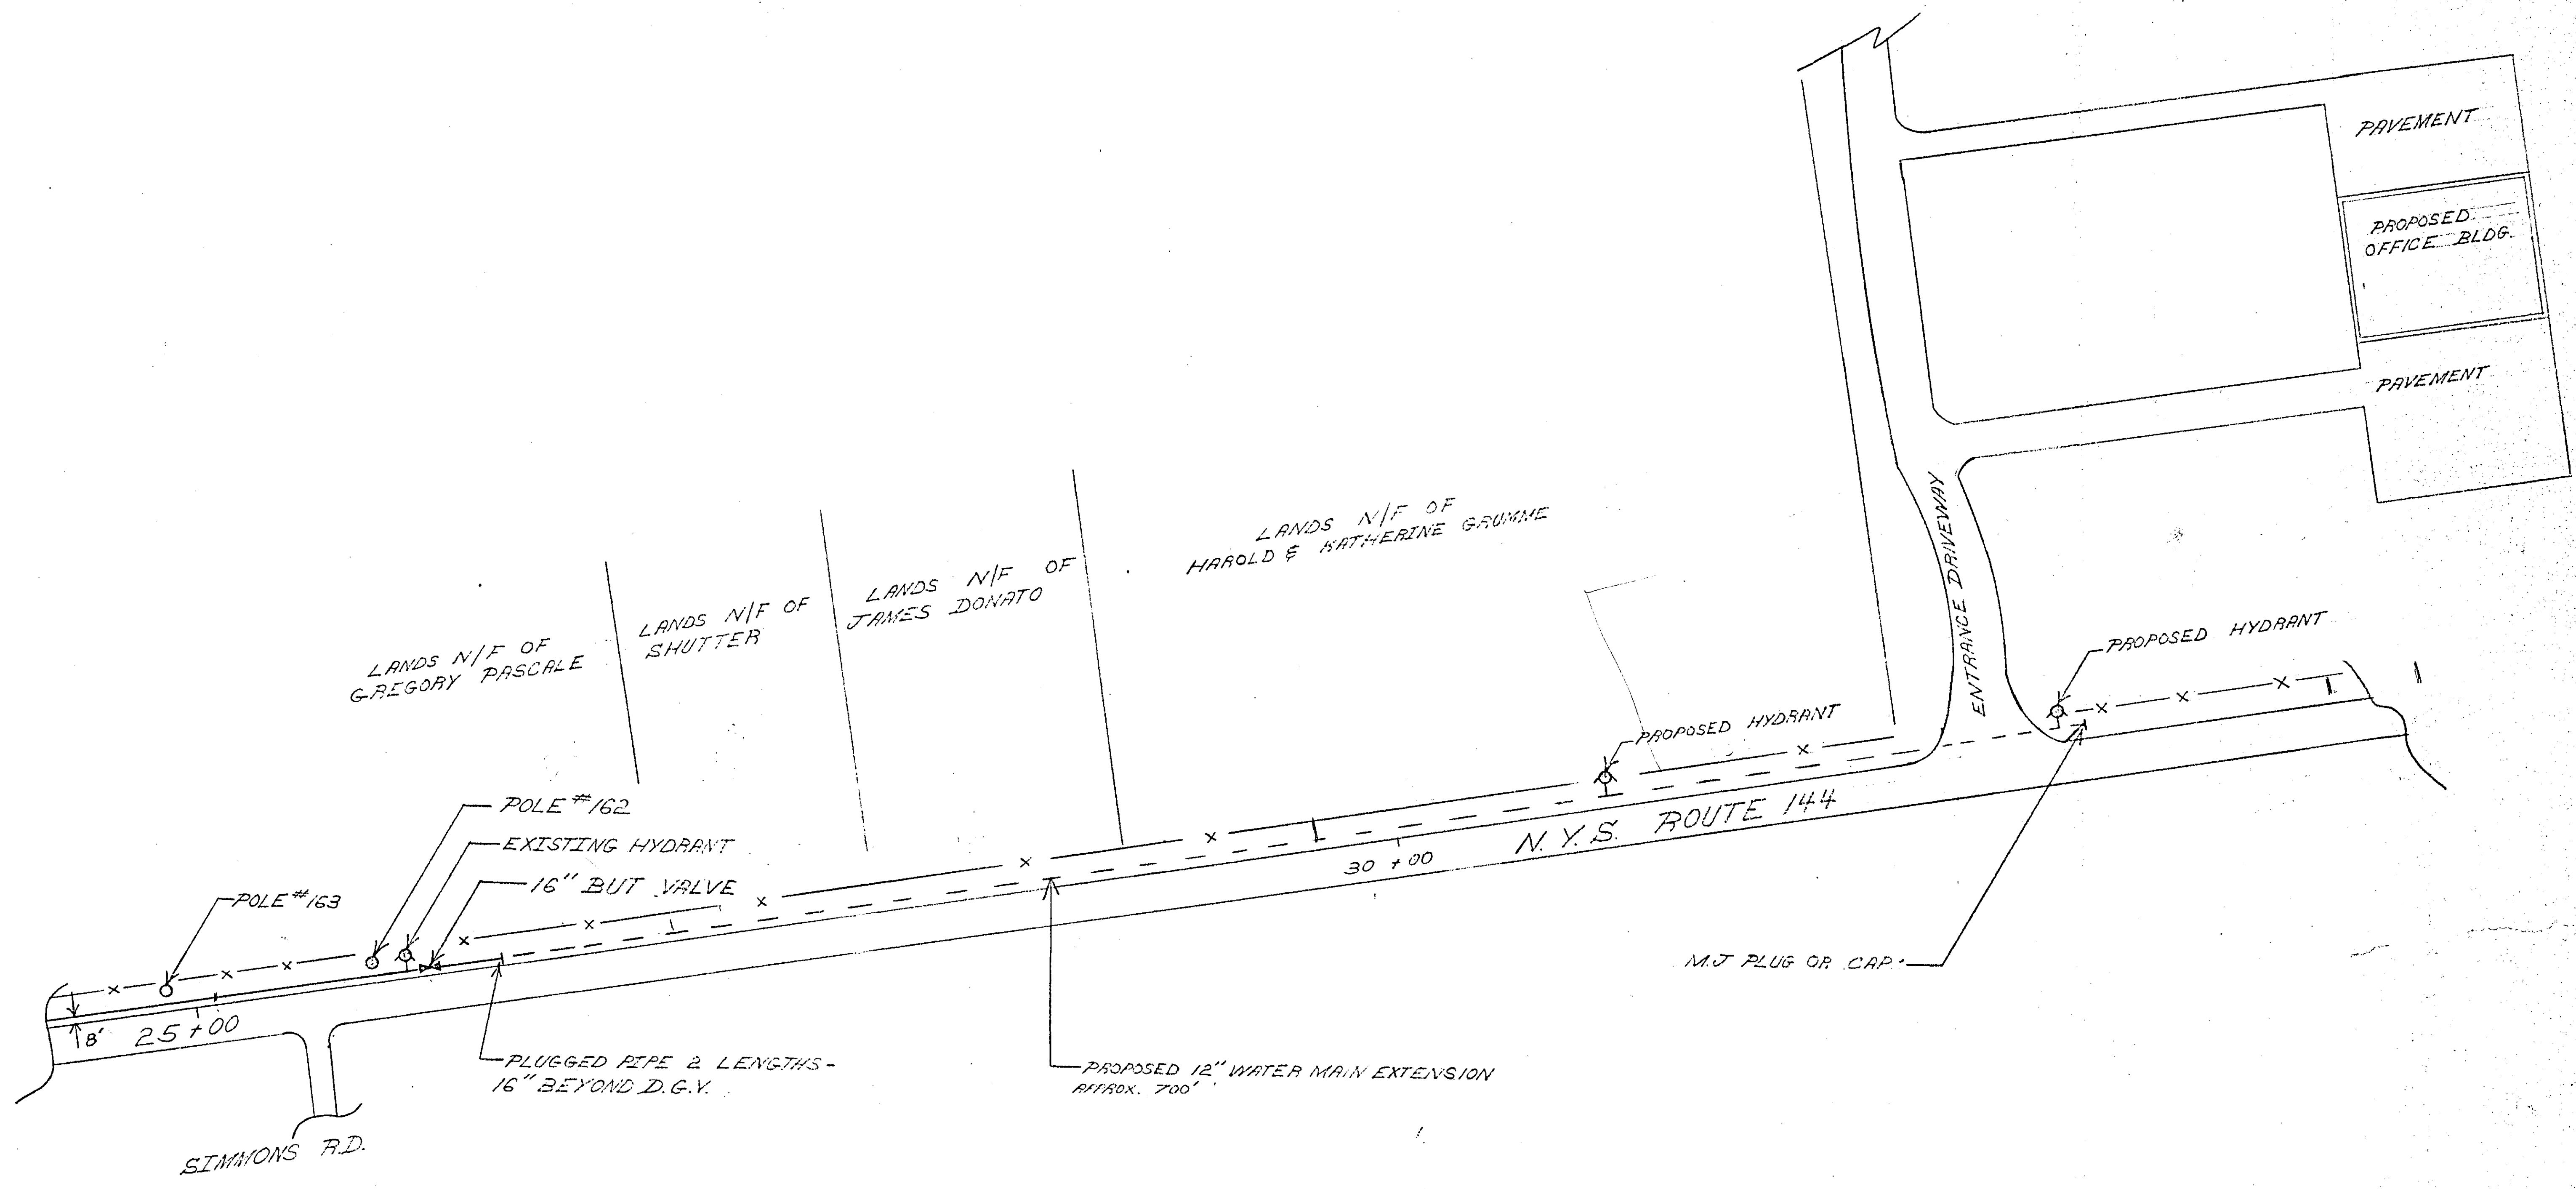 PAVEMENT
PROPOSED
OFFICE BLDG.
PAVEMENT
ENTRANCE DRIVEWAY
LANDS N/F OF
HAROLD & KATHERINE GRUMME
LANDS N/F OF
JAMES DONATO
LANDS N/F OF
SHUTTER
LANDS N/F OF
GREGORY PASCALE
PROPOSED HYDRANT
PROPOSED HYDRANT
POLE #162
EXISTING HYDRANT
16" BUT VALVE
POLE #163
30 + 00
N.Y.S. ROUTE 144
M.J PLUG OR CAP
8'
25 + 00
PLUGGED PIPE 2 LENGTHS -
16" BEYOND D.G.V.
PROPOSED 12" WATER MAIN EXTENSION
APPROX. 700'
SIMMONS RD.